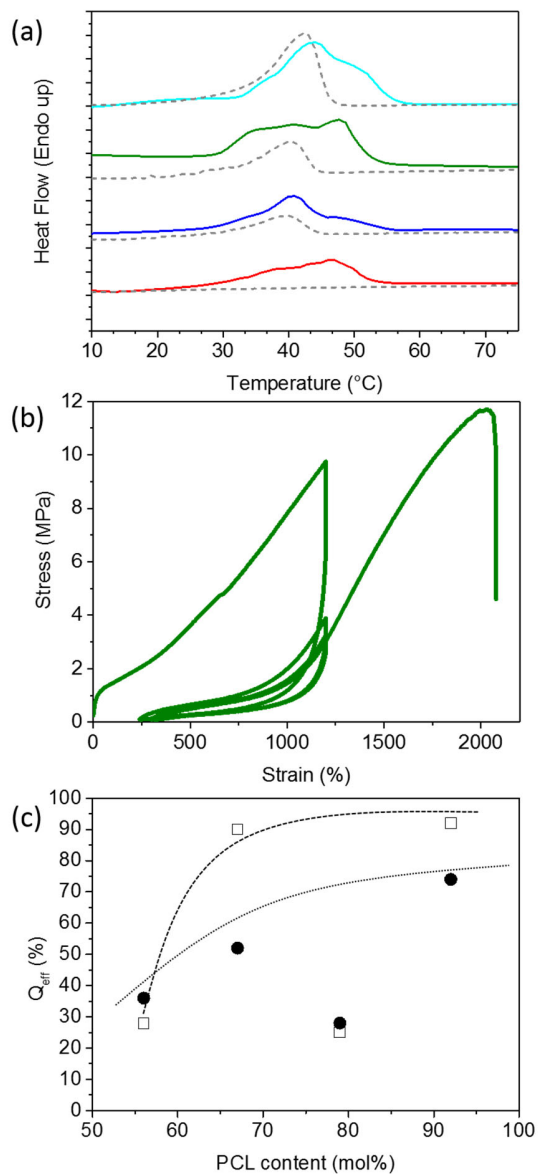 (a)
Heat Flow (Endo up)
10 20 30 40 50 60 70
Temperature (°C)
(b)
12
10
8
6
4
2
0
Stress (MPa)
0 500 1000 1500 2000
Strain (%)
(c)
100
90
80
70
60
50
40
30
20
10
0
Qeff (%)
50 60 70 80 90 100
PCL content (mol%)